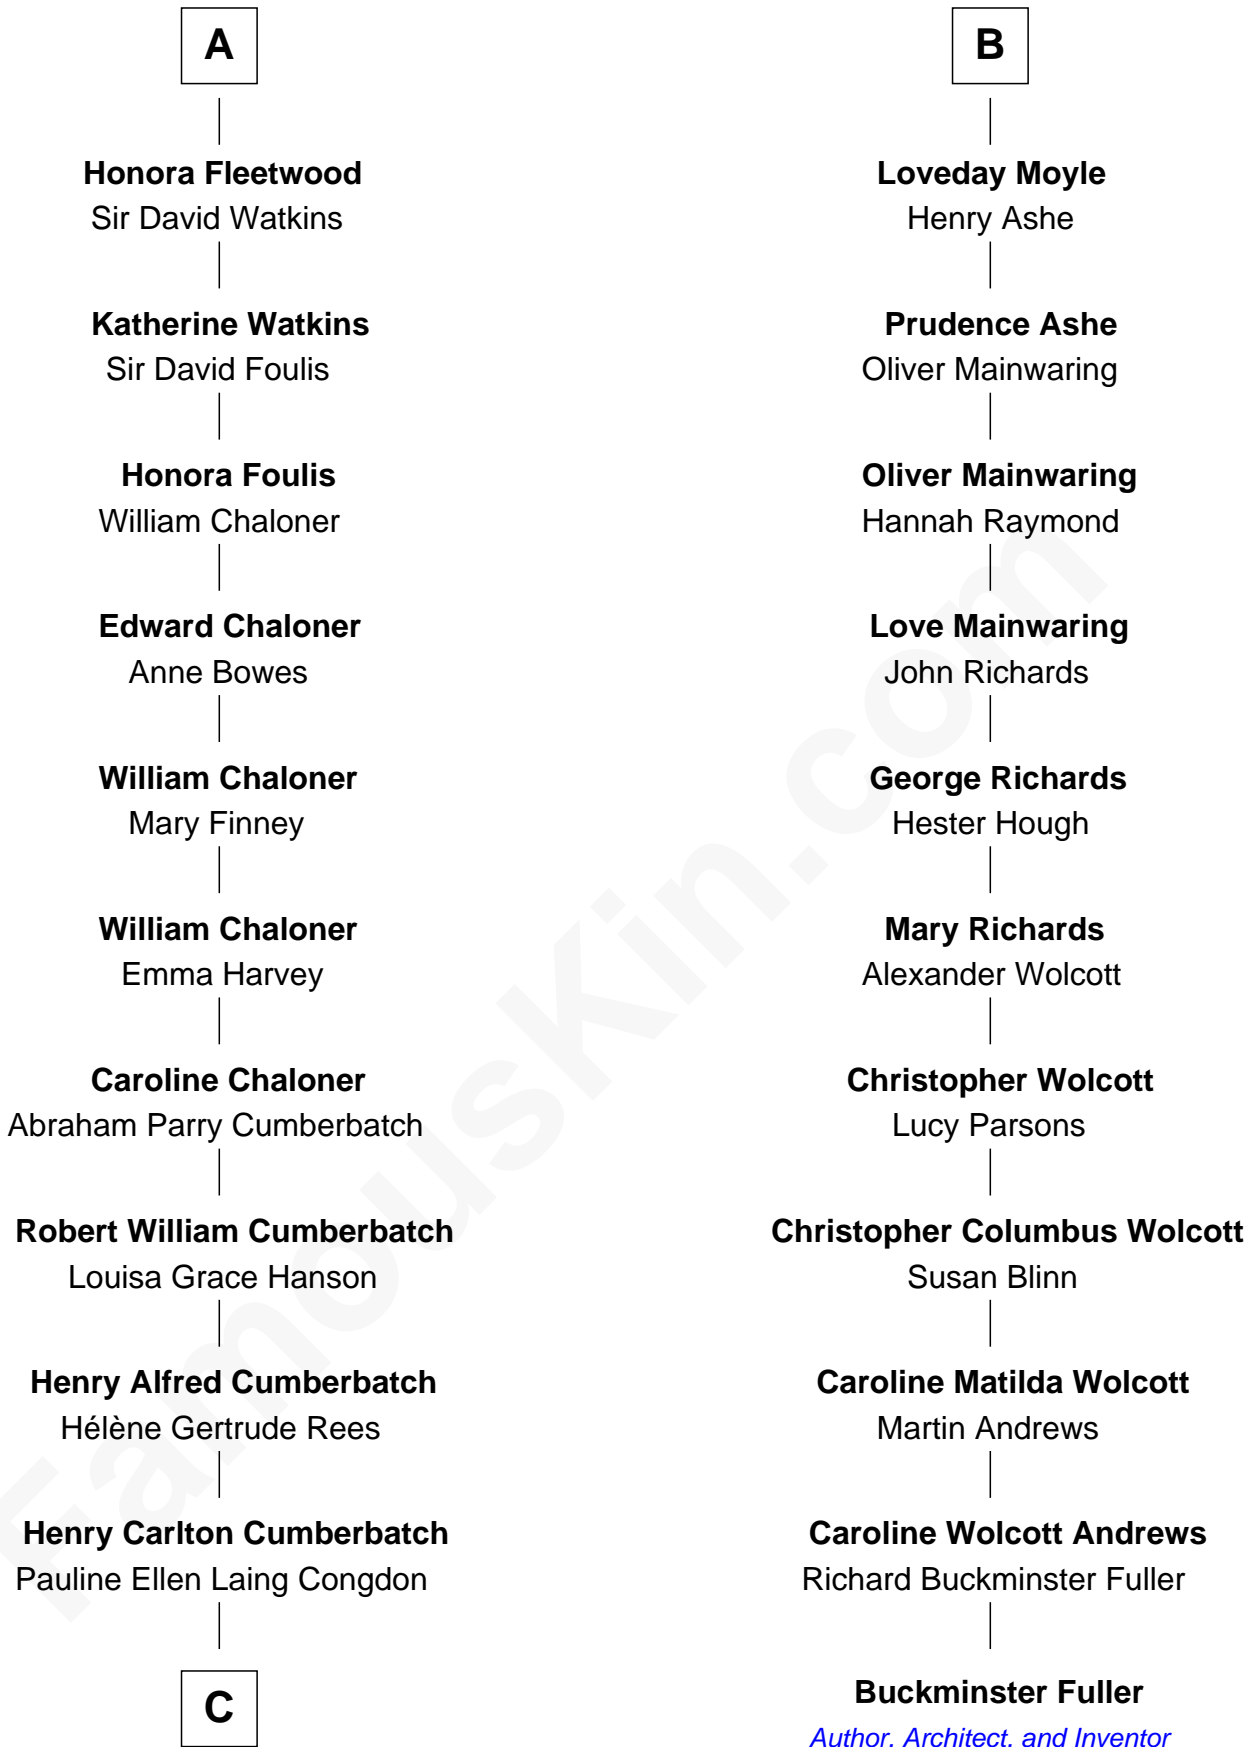 A
Honora Fleetwood
Sir David Watkins
Katherine Watkins
Sir David Foulis
Honora Foulis
William Chaloner
Edward Chaloner
Anne Bowes
William Chaloner
Mary Finney
William Chaloner
Emma Harvey
Caroline Chaloner
Abraham Parry Cumberbatch
Robert William Cumberbatch
Louisa Grace Hanson
Henry Alfred Cumberbatch
Hélène Gertrude Rees
Henry Carlton Cumberbatch
Pauline Ellen Laing Congdon
C
B
Loveday Moyle
Henry Ashe
Prudence Ashe
Oliver Mainwaring
Oliver Mainwaring
Hannah Raymond
Love Mainwaring
John Richards
George Richards
Hester Hough
Mary Richards
Alexander Wolcott
Christopher Wolcott
Lucy Parsons
Christopher Columbus Wolcott
Susan Blinn
Caroline Matilda Wolcott
Martin Andrews
Caroline Wolcott Andrews
Richard Buckminster Fuller
Buckminster Fuller
Author, Architect, and Inventor
FamousKin.com